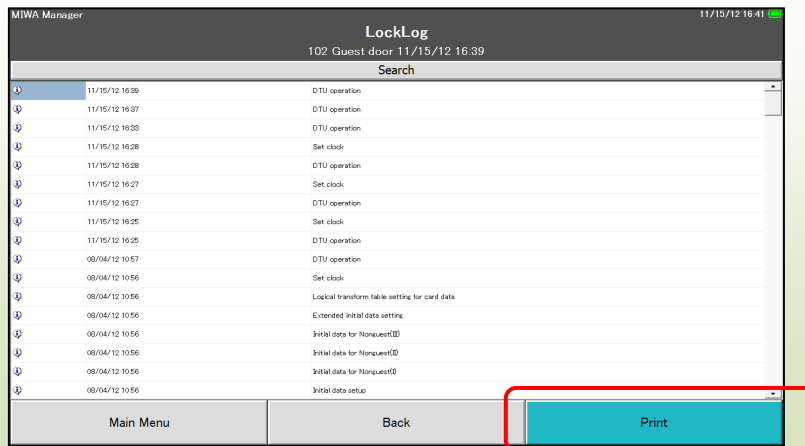 MIWA Manager 11/15/12 16:41
LockLog
102 Guest door 11/15/12 16:39
Search
11/15/12 16:39 DTU operation
11/15/12 16:37 DTU operation
11/15/12 16:33 DTU operation
11/15/12 16:28 Set clock
11/15/12 16:28 DTU operation
11/15/12 16:27 Set clock
11/15/12 16:27 DTU operation
11/15/12 16:25 Set clock
11/15/12 16:25 DTU operation
08/04/12 10:57 DTU operation
08/04/12 10:56 Set clock
08/04/12 10:56 Logical transform table setting for card data
08/04/12 10:56 Extended initial data setting
08/04/12 10:56 Initial data for Nonguest(Ⅲ)
08/04/12 10:56 Initial data for Nonguest(Ⅱ)
08/04/12 10:56 Initial data for Nonguest(Ⅰ)
08/04/12 10:56 Initial data setup
Main Menu Back Print